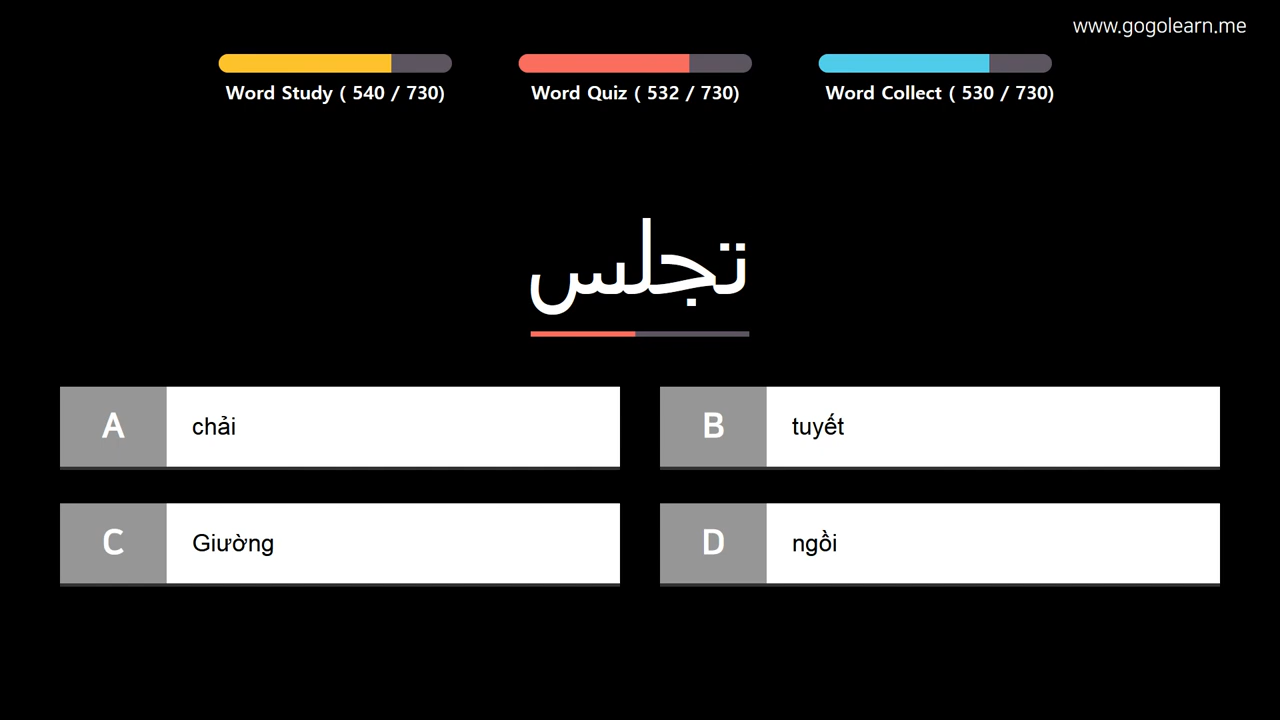 www.gogolearn.me
Word Study ( 540 / 730)
Word Quiz ( 532 / 730)
Word Collect ( 530 / 730)
تجلس
A chải
B tuyết
C Giường
D ngồi